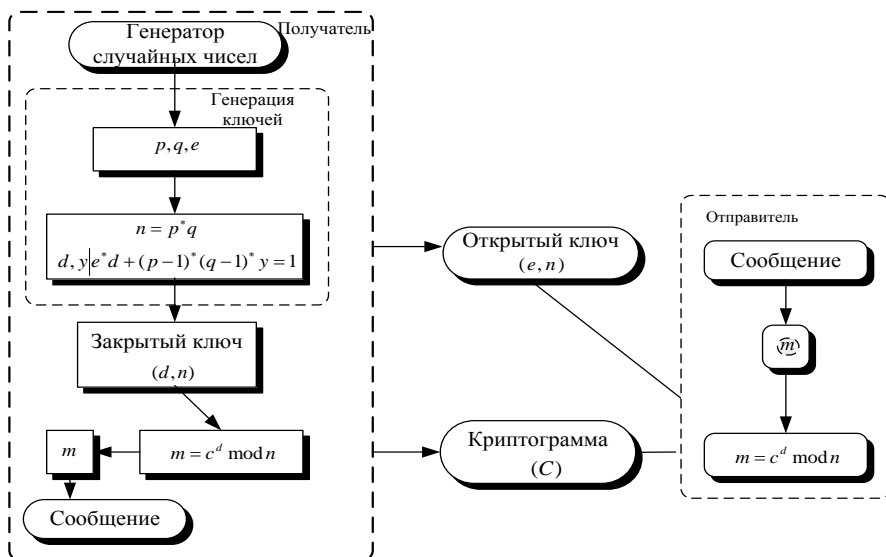 Получатель
Генератор
случайных чисел
Генерация
ключей
p, q, e
n = p* q
d, y|e* d + (p − 1)* (q − 1)* y = 1
Закрытый ключ
(d, n)
m
m = c^d mod n
Сообщение
Открытый ключ
(e, n)
Криптограмма
(C)
Отправитель
Сообщение
m
m = c^d mod n